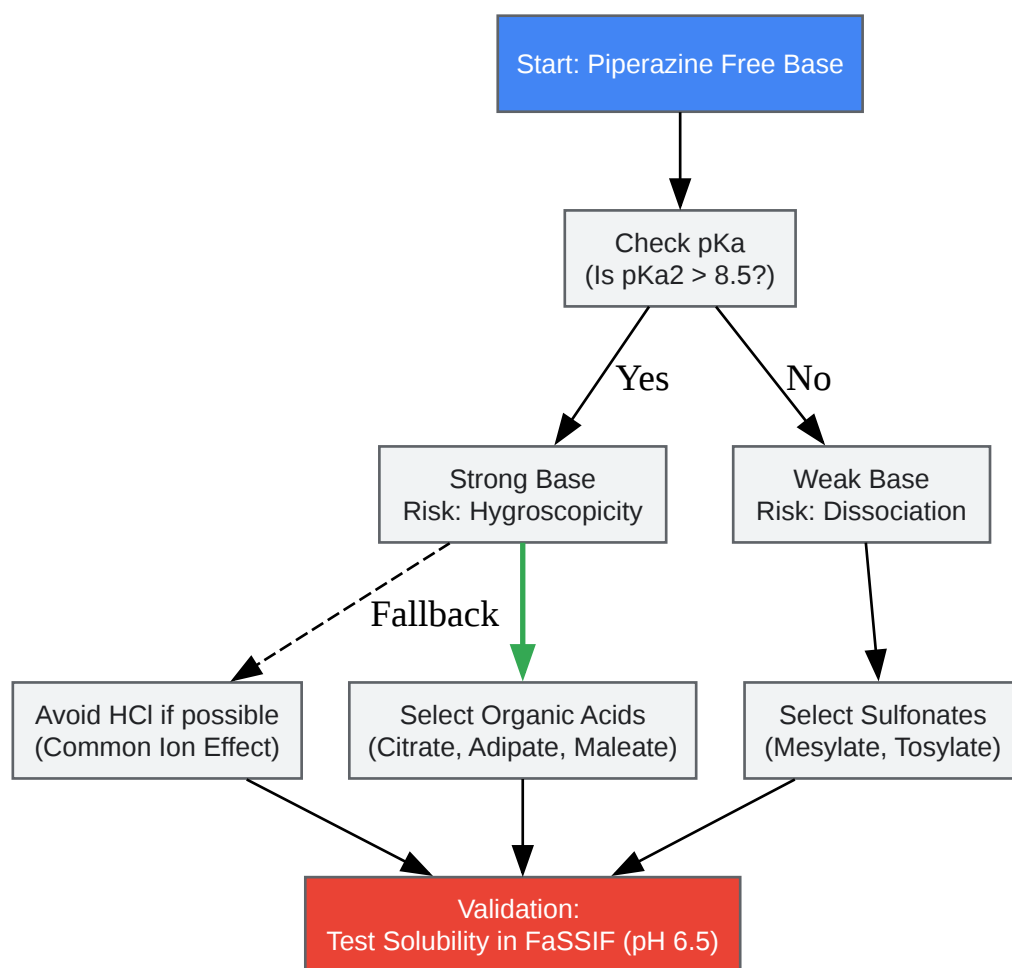 Start: Piperazine Free Base
Check pKa
(Is pKa2 > 8.5?)
Yes
No
Strong Base
Risk: Hygroscopicity
Weak Base
Risk: Dissociation
Fallback
Avoid HCl if possible
(Common Ion Effect)
Select Organic Acids
(Citrate, Adipate, Maleate)
Select Sulfonates
(Mesylate, Tosylate)
Validation:
Test Solubility in FaSSIF (pH 6.5)